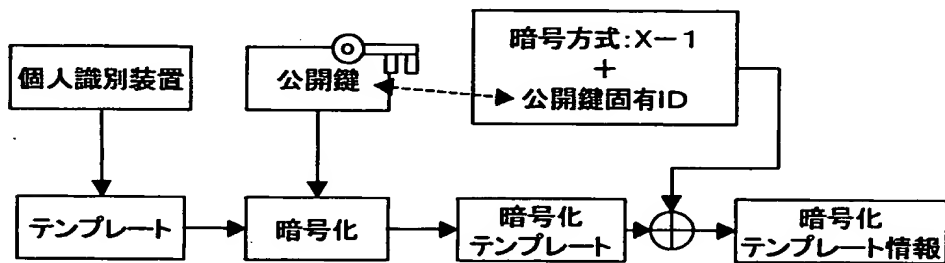 暗号方式:X－1
＋
公開鍵固有ID
個人識別装置
公開鍵
テンプレート
暗号化
暗号化
テンプレート
暗号化
テンプレート情報